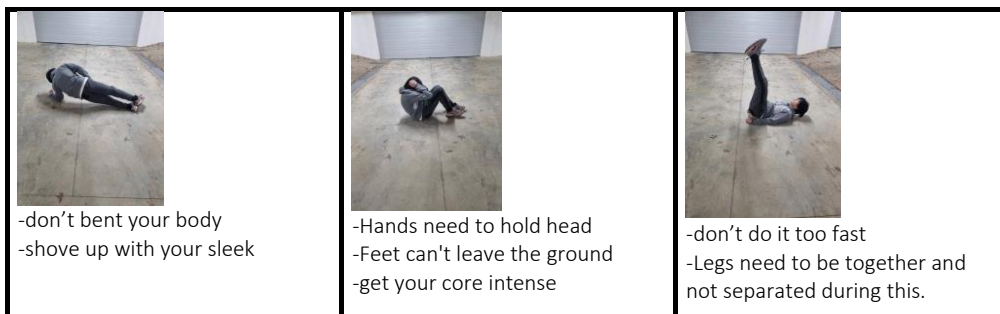 -don’t bent your body
-shove up with your sleek
-Hands need to hold head
-Feet can't leave the ground
-get your core intense
-don’t do it too fast
-Legs need to be together and
not separated during this.